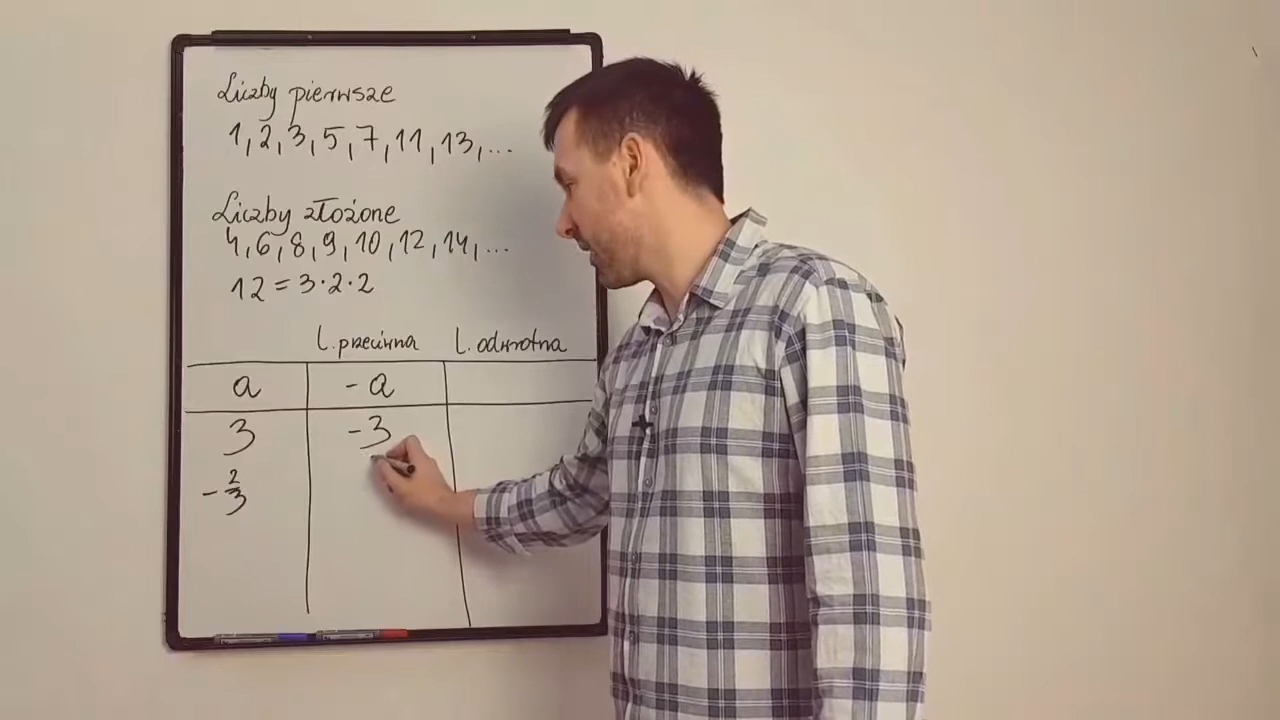 Liczby pierwsze
1, 2, 3, 5, 7, 11, 13, ...
Liczby złożone
4, 6, 8, 9, 10, 12, 14, ...
12 = 3 · 2 · 2
l. przeciwna l. odwrotna
a -a
3 -3
-2/3